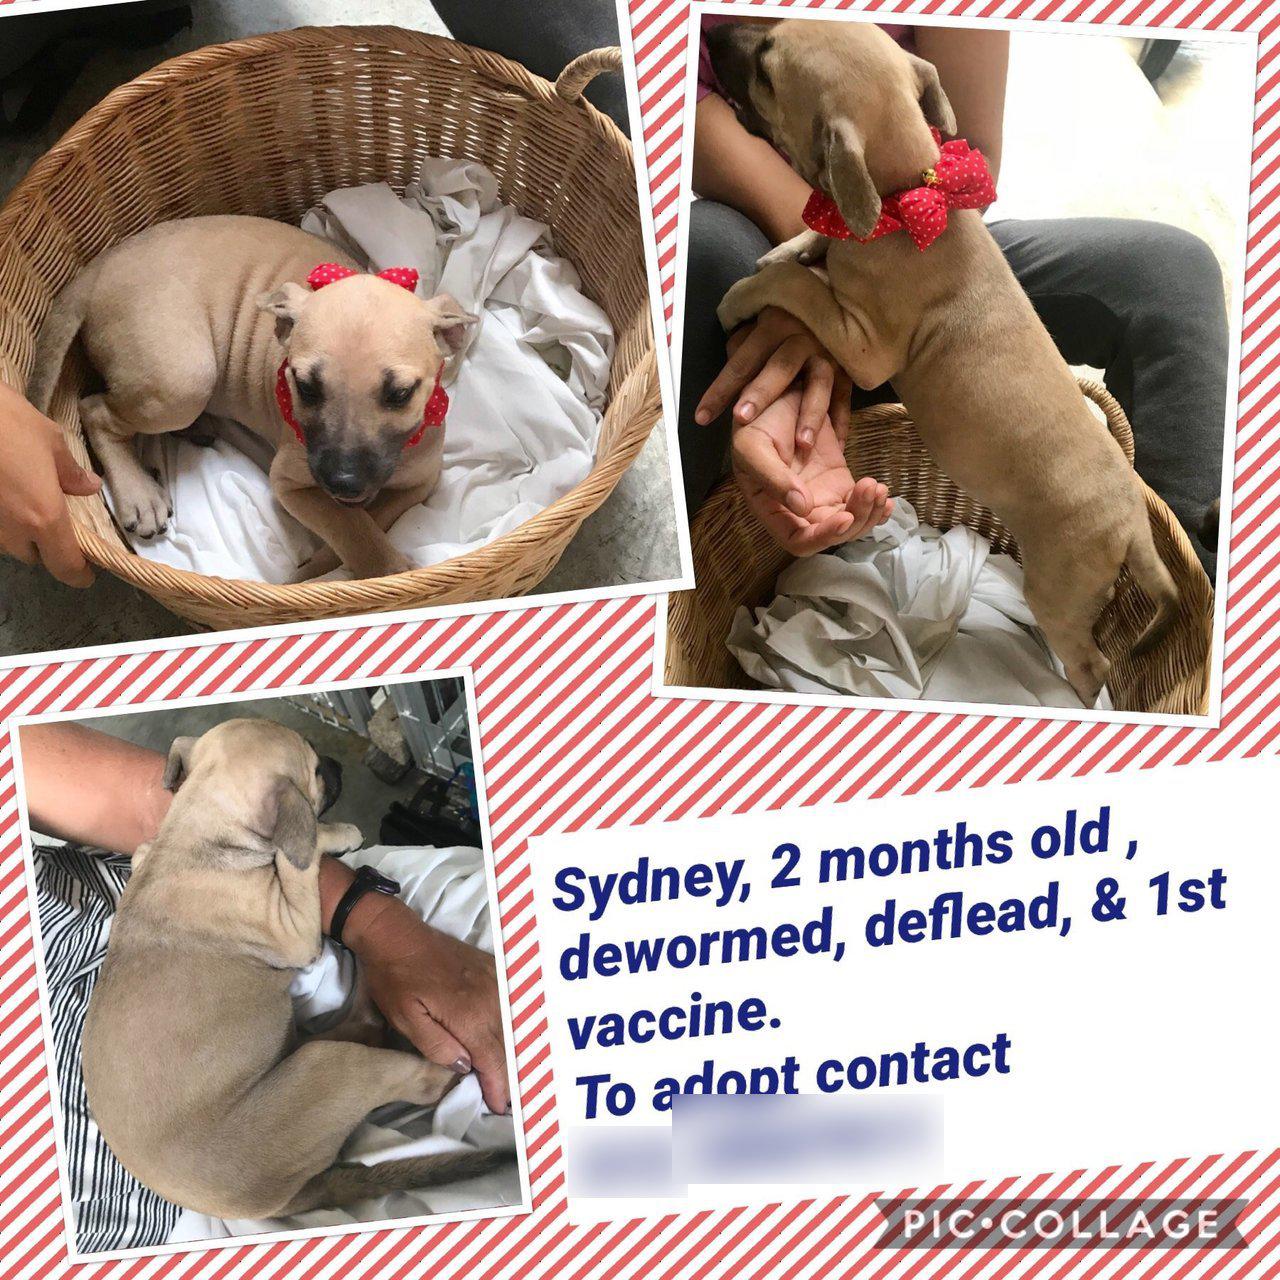 Sydney, 2 months old ,
dewormed, deflead, & 1st
vaccine.
To adopt contact
PIC•COLLAGE